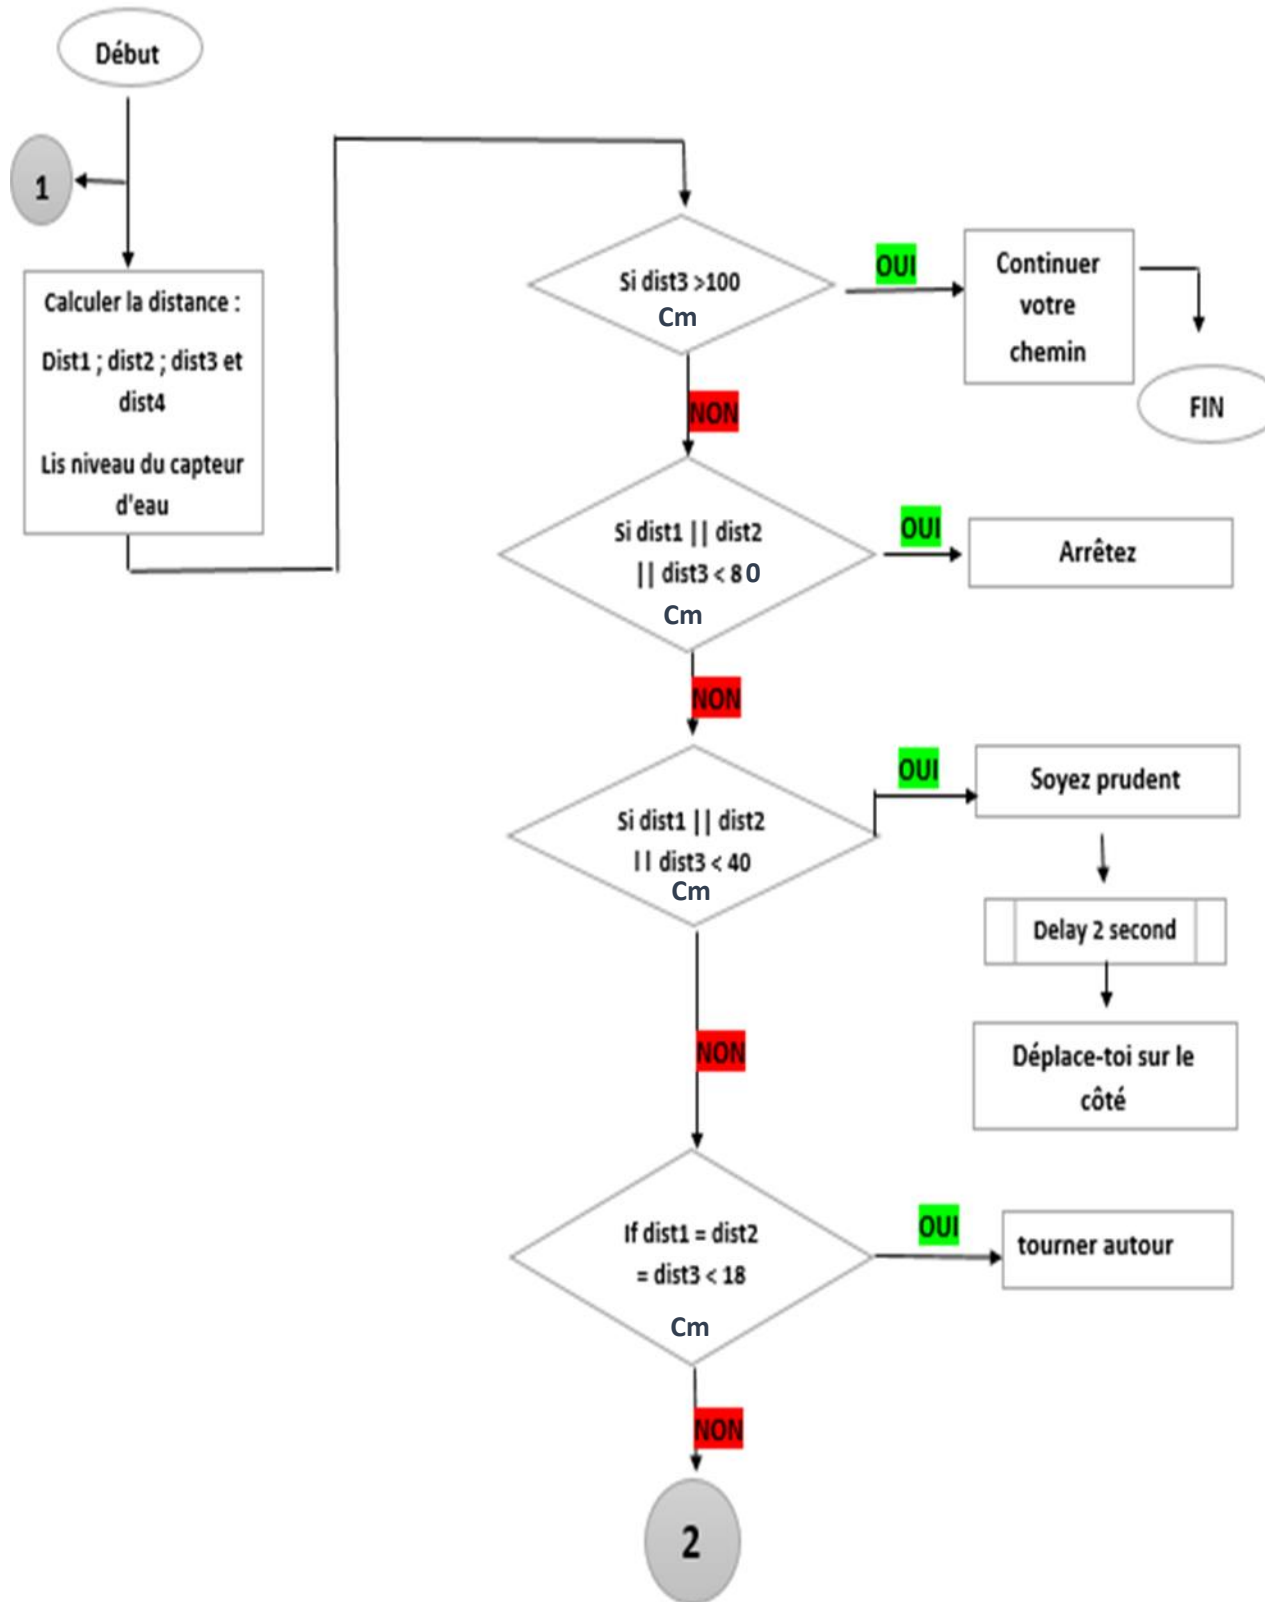 Début
1
Calculer la distance :
Dist1 ; dist2 ; dist3 et
dist4
Lis niveau du capteur
d'eau
Si dist3 >100
Cm
OUI
Continuer
votre
chemin
FIN
NON
Si dist1 || dist2
|| dist3 < 80
Cm
OUI
Arrêtez
NON
Si dist1 || dist2
|| dist3 < 40
Cm
OUI
Soyez prudent
Delay 2 second
Déplace-toi sur le
côté
NON
If dist1 = dist2
= dist3 < 18
Cm
OUI
tourner autour
NON
2